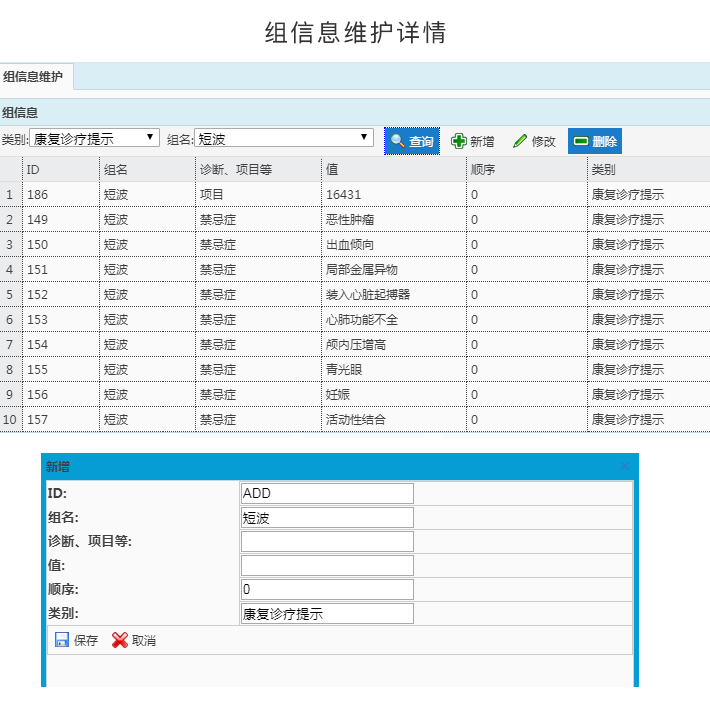 组信息维护详情
组信息维护
组信息
类别: 康复诊疗提示 组名: 短波 查询 新增 修改 删除
ID 组名 诊断、项目等 值 顺序 类别
1 186 短波 项目 16431 0 康复诊疗提示
2 149 短波 禁忌症 恶性肿瘤 0 康复诊疗提示
3 150 短波 禁忌症 出血倾向 0 康复诊疗提示
4 151 短波 禁忌症 局部金属异物 0 康复诊疗提示
5 152 短波 禁忌症 装入心脏起搏器 0 康复诊疗提示
6 153 短波 禁忌症 心肺功能不全 0 康复诊疗提示
7 154 短波 禁忌症 颅内压增高 0 康复诊疗提示
8 155 短波 禁忌症 青光眼 0 康复诊疗提示
9 156 短波 禁忌症 妊娠 0 康复诊疗提示
10 157 短波 禁忌症 活动性结合 0 康复诊疗提示
新增
ID: ADD
组名: 短波
诊断、项目等:
值:
顺序: 0
类别: 康复诊疗提示
保存 取消